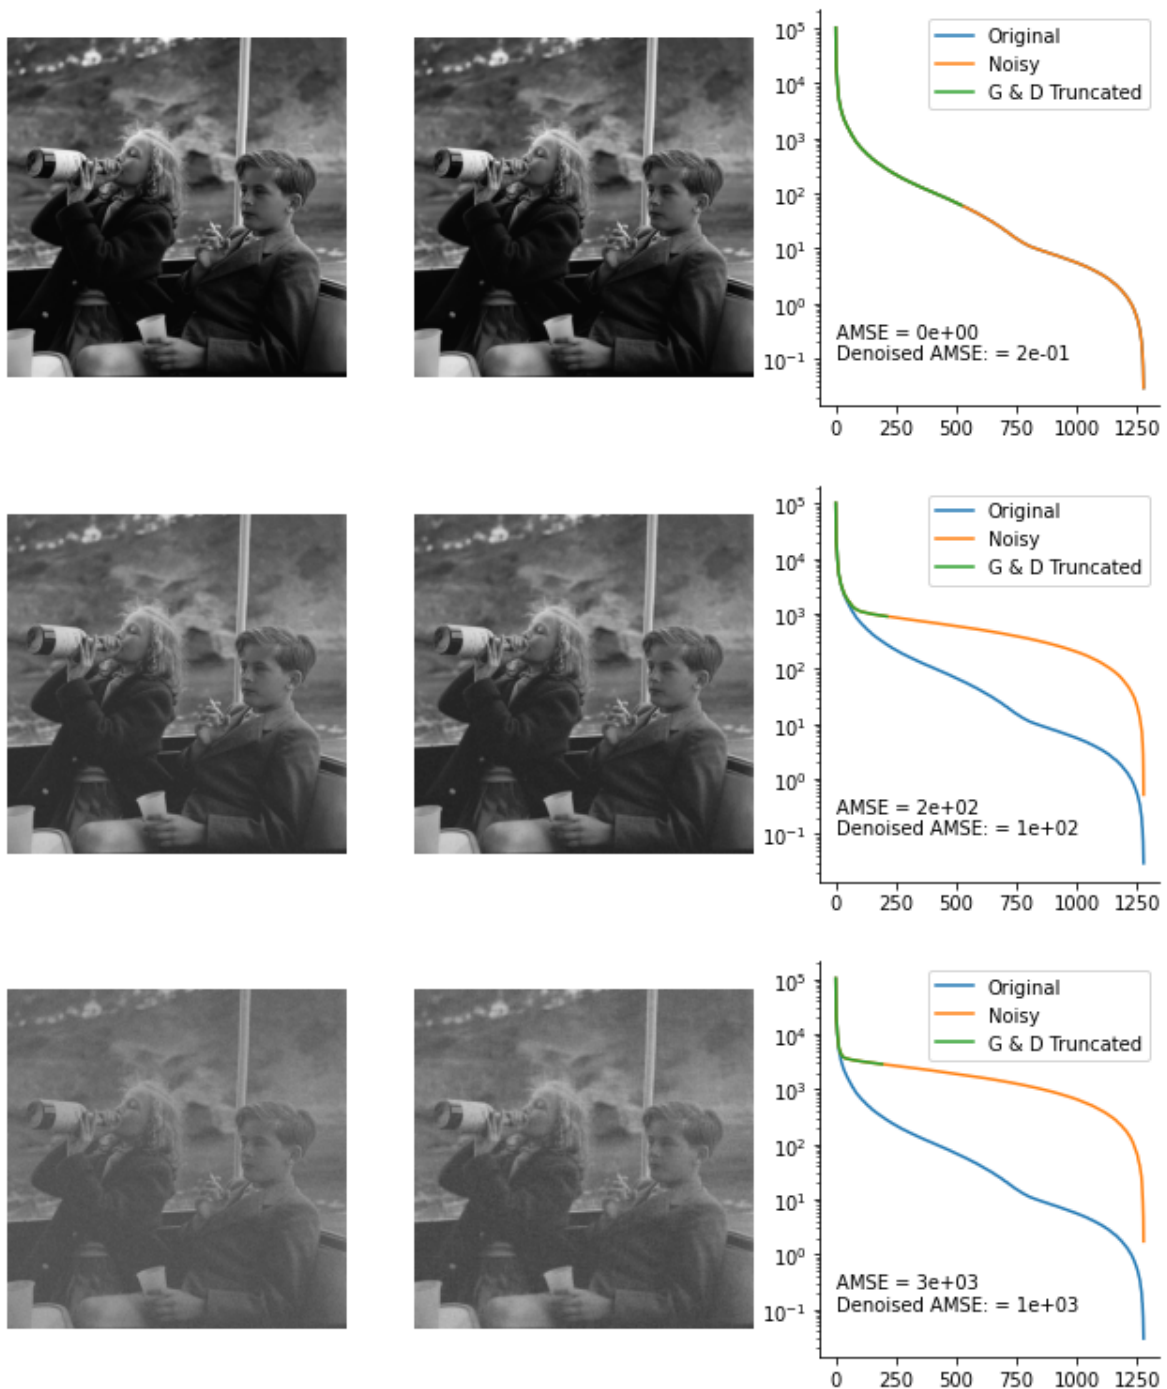 Original
Noisy
G & D Truncated
10⁵
10⁴
10³
10²
10¹
10⁰
10⁻¹
AMSE = 0e+00
Denoised AMSE: = 2e-01
0 250 500 750 1000 1250
Original
Noisy
G & D Truncated
10⁵
10⁴
10³
10²
10¹
10⁰
10⁻¹
AMSE = 2e+02
Denoised AMSE: = 1e+02
0 250 500 750 1000 1250
Original
Noisy
G & D Truncated
10⁵
10⁴
10³
10²
10¹
10⁰
10⁻¹
AMSE = 3e+03
Denoised AMSE: = 1e+03
0 250 500 750 1000 1250